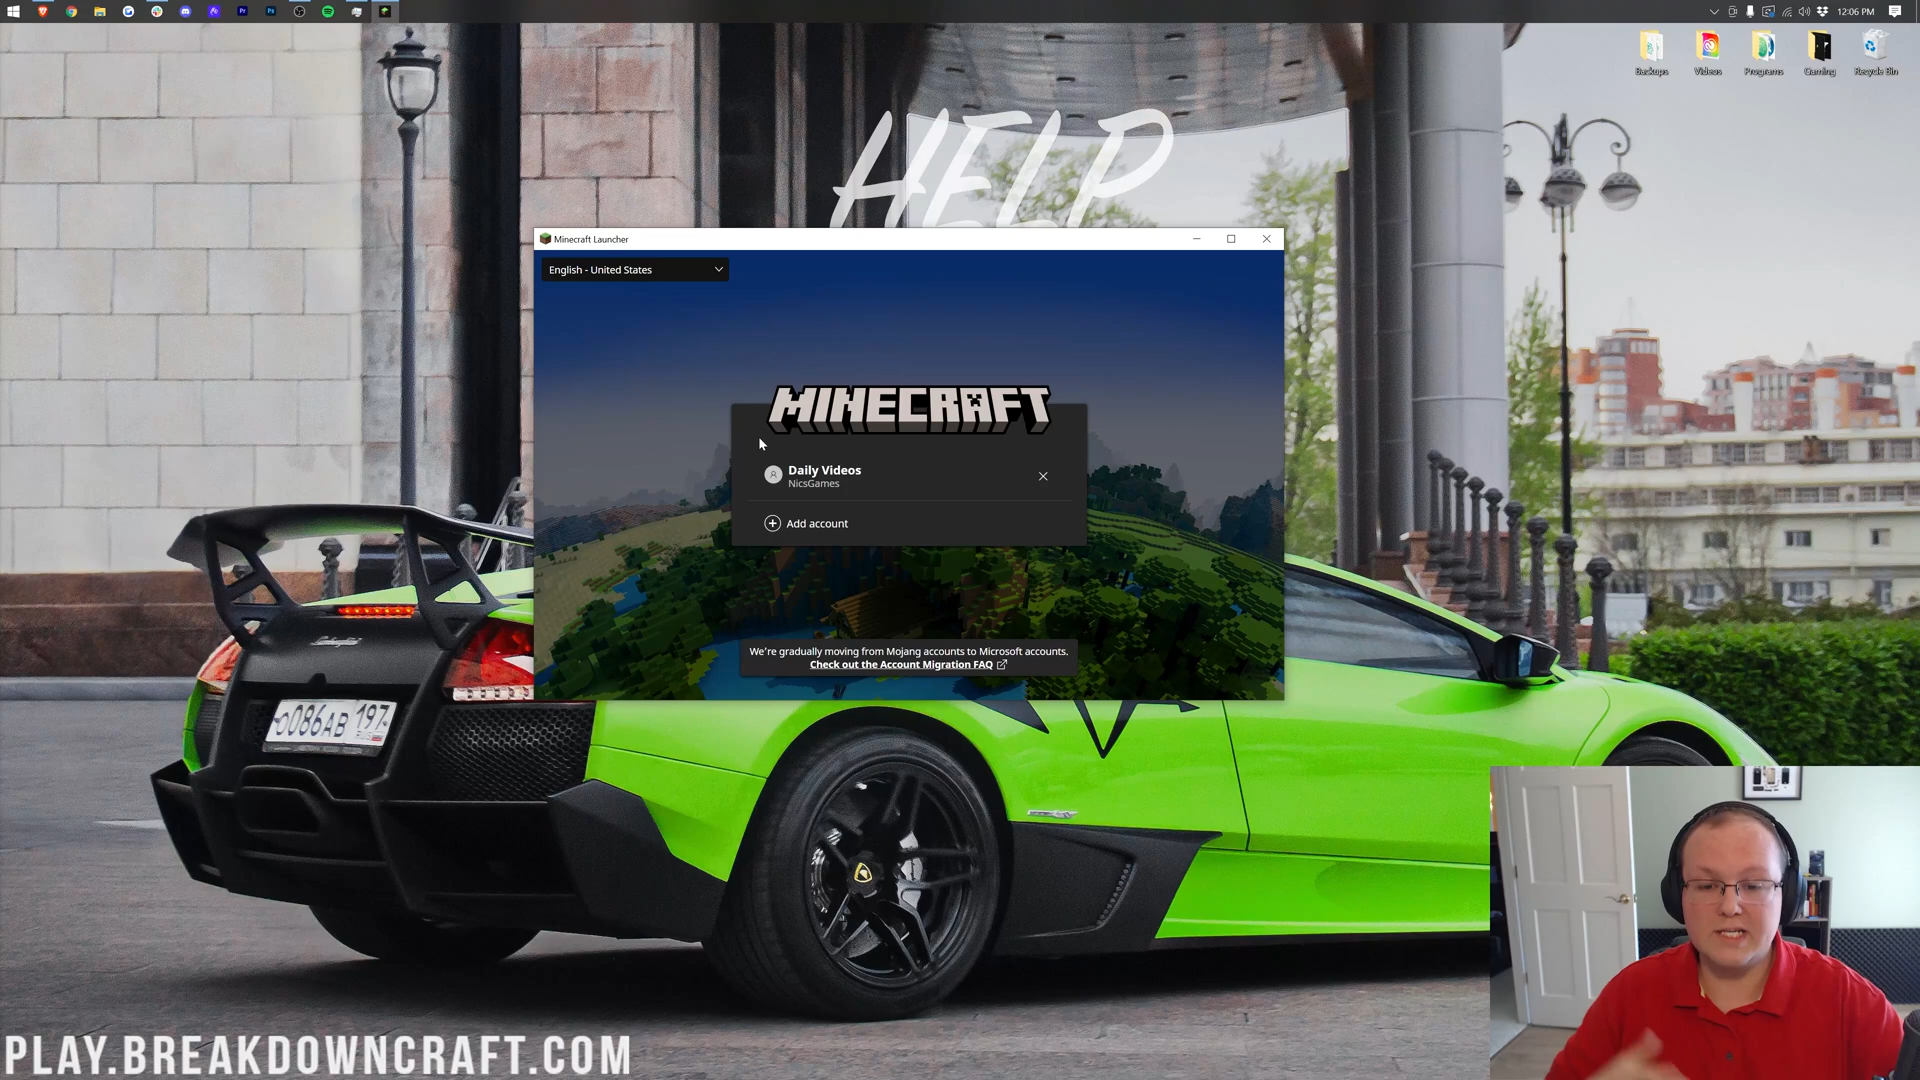 12:06 PM
Backups
Videos
Programs
Gaming
Recycle Bin
HELP
Minecraft Launcher
English - United States
MINECRAFT
Daily Videos
NicsGames
Add account
We're gradually moving from Mojang accounts to Microsoft accounts.
Check out the Account Migration FAQ
Lamborghini
O086AB 197
PLAY.BREAKDOWNCRAFT.COM